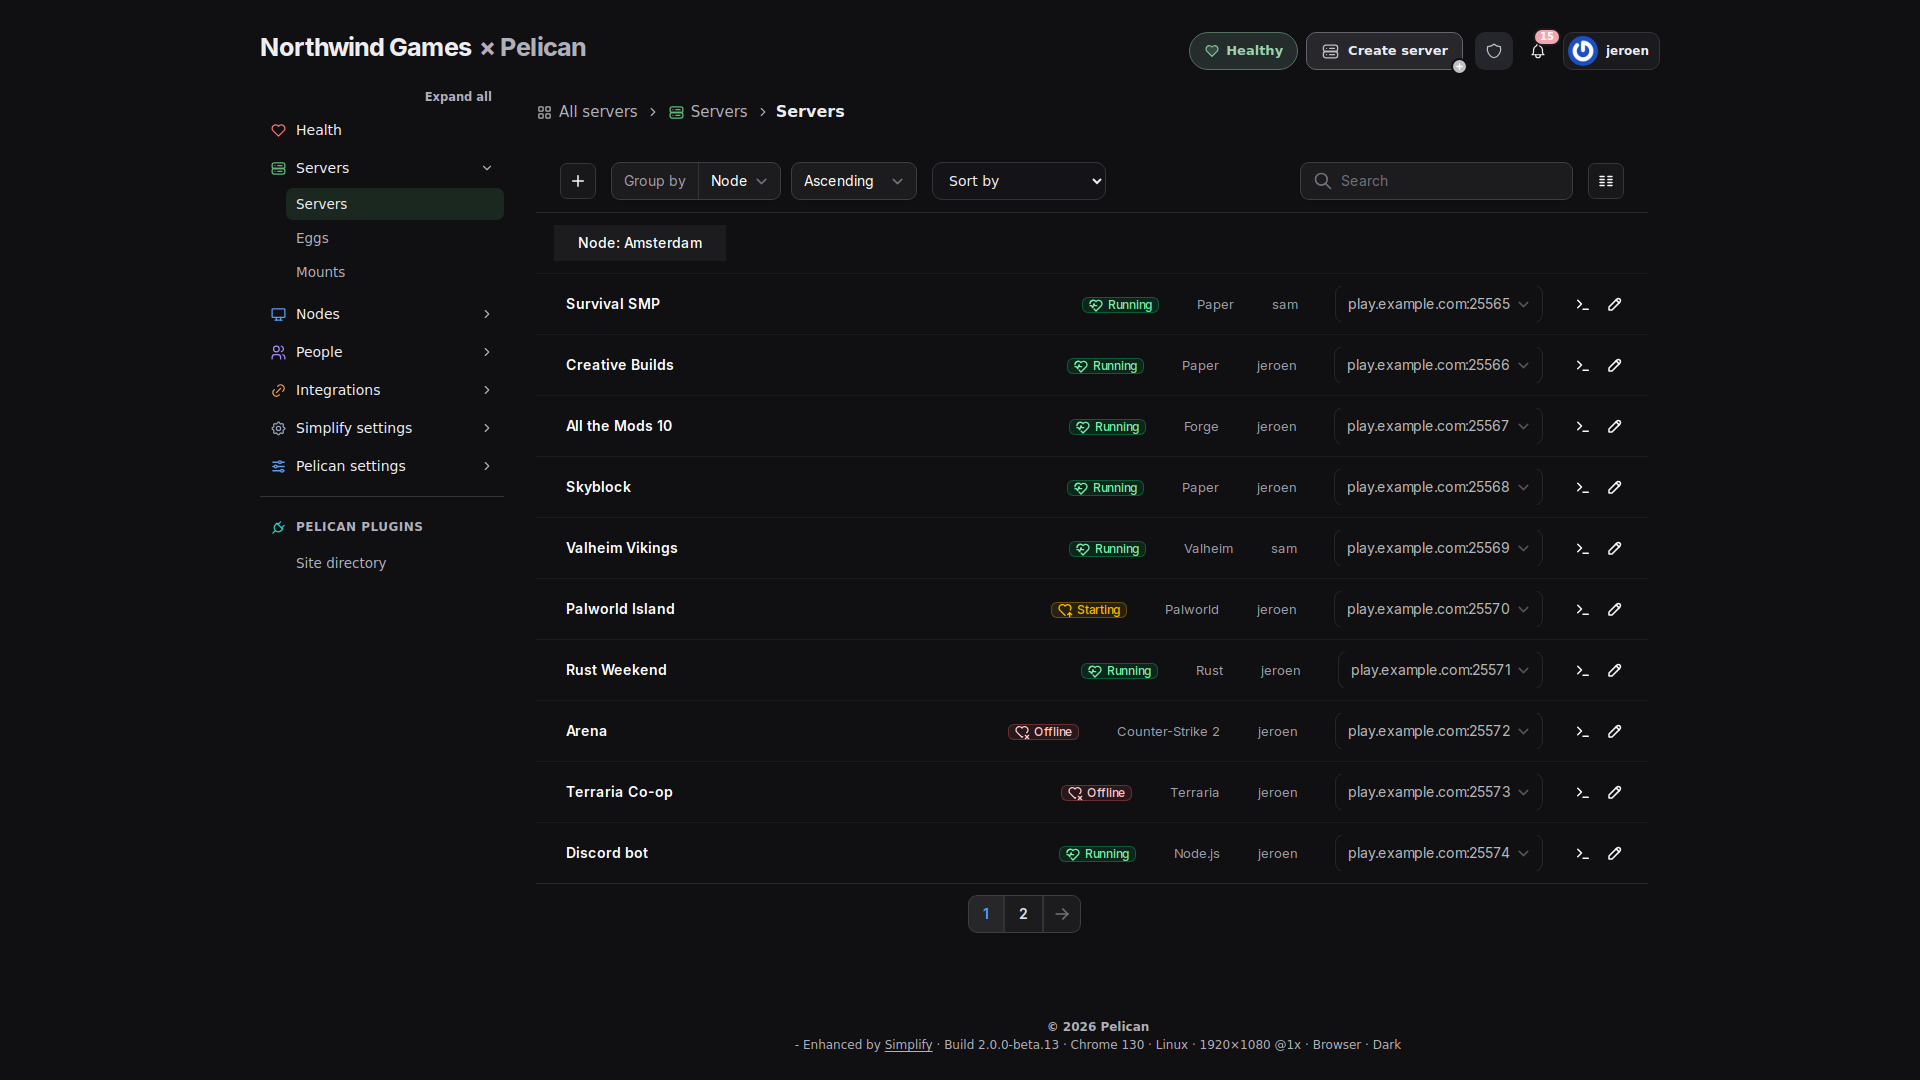 Northwind Games × Pelican
Healthy
Create server
15
jeroen
Expand all
Health
Servers
Servers
Eggs
Mounts
Nodes
People
Integrations
Simplify settings
Pelican settings
PELICAN PLUGINS
Site directory
All servers > Servers > Servers
Group by Node
Ascending
Sort by
Search
Node: Amsterdam
Survival SMP Running Paper sam play.example.com:25565
Creative Builds Running Paper jeroen play.example.com:25566
All the Mods 10 Running Forge jeroen play.example.com:25567
Skyblock Running Paper jeroen play.example.com:25568
Valheim Vikings Running Valheim sam play.example.com:25569
Palworld Island Starting Palworld jeroen play.example.com:25570
Rust Weekend Running Rust jeroen play.example.com:25571
Arena Offline Counter-Strike 2 jeroen play.example.com:25572
Terraria Co-op Offline Terraria jeroen play.example.com:25573
Discord bot Running Node.js jeroen play.example.com:25574
1 2
© 2026 Pelican
- Enhanced by Simplify · Build 2.0.0-beta.13 · Chrome 130 · Linux · 1920×1080 @1x · Browser · Dark